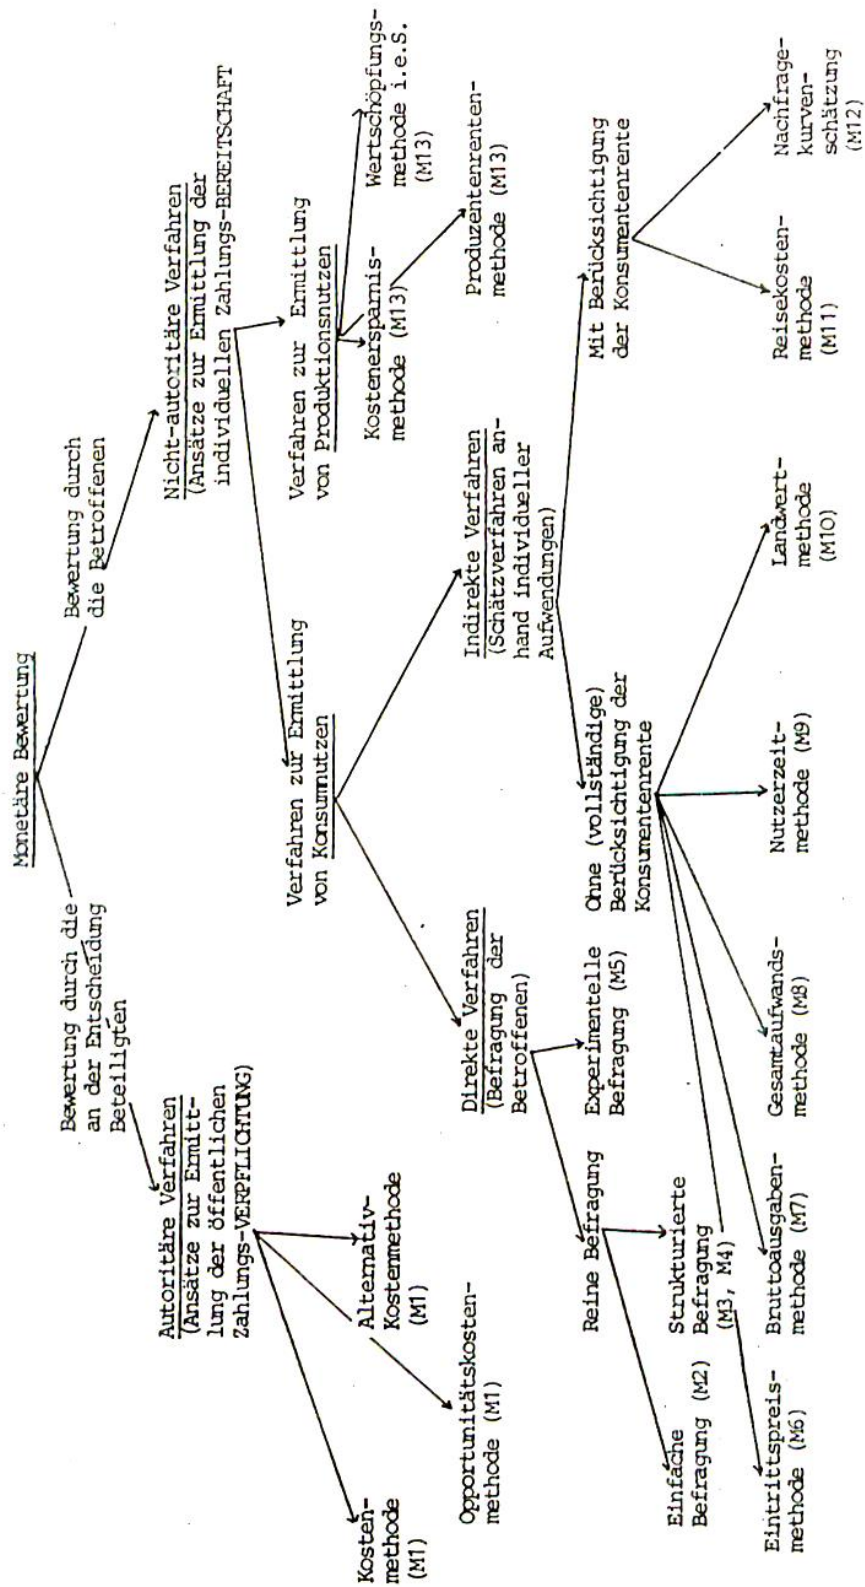 Monetäre Bewertung
Bewertung durch die
an der Entscheidung
Beteiligten
Bewertung durch
die Betroffenen
Autoritäre Verfahren
(Ansätze zur Ermitt-
lung der öffentlichen
Zahlungs-VERPFLICHTUNG)
Nicht-autoritäre Verfahren
(Ansätze zur Ermittlung der
individuellen Zahlungs-BEREITSCHAFT
Verfahren zur Ermittlung
von Konsumnutzen
Verfahren zur Ermittlung
von Produktionsnutzen
Kosten-
methode
(M1)
Alternativ-
Kostenmethode
(M1)
Kostenersparnis-
methode (M13)
Wertschöpfungs-
methode i.e.S.
(M13)
Opportunitätskosten-
methode (M1)
Direkte Verfahren
(Befragung der
Betroffenen)
Indirekte Verfahren
(Schätzverfahren an-
hand individueller
Aufwendungen)
Produzentenrenten-
methode (M13)
Reine Befragung
Experimentelle
Befragung (M5)
Ohne (vollständige)
Berücksichtigung der
Konsumentenrente
Mit Berücksichtigung
der Konsumentenrente
Einfache
Befragung (M2)
Strukturierte
Befragung
(M3, M4)
Eintrittspreis-
methode (M6)
Bruttoausgaben-
methode (M7)
Gesamtaufwands-
methode (M8)
Nutzerzeit-
methode (M9)
Landwert-
methode
(M10)
Reisekosten-
methode
(M11)
Nachfrage-
kurven-
schätzung
(M12)